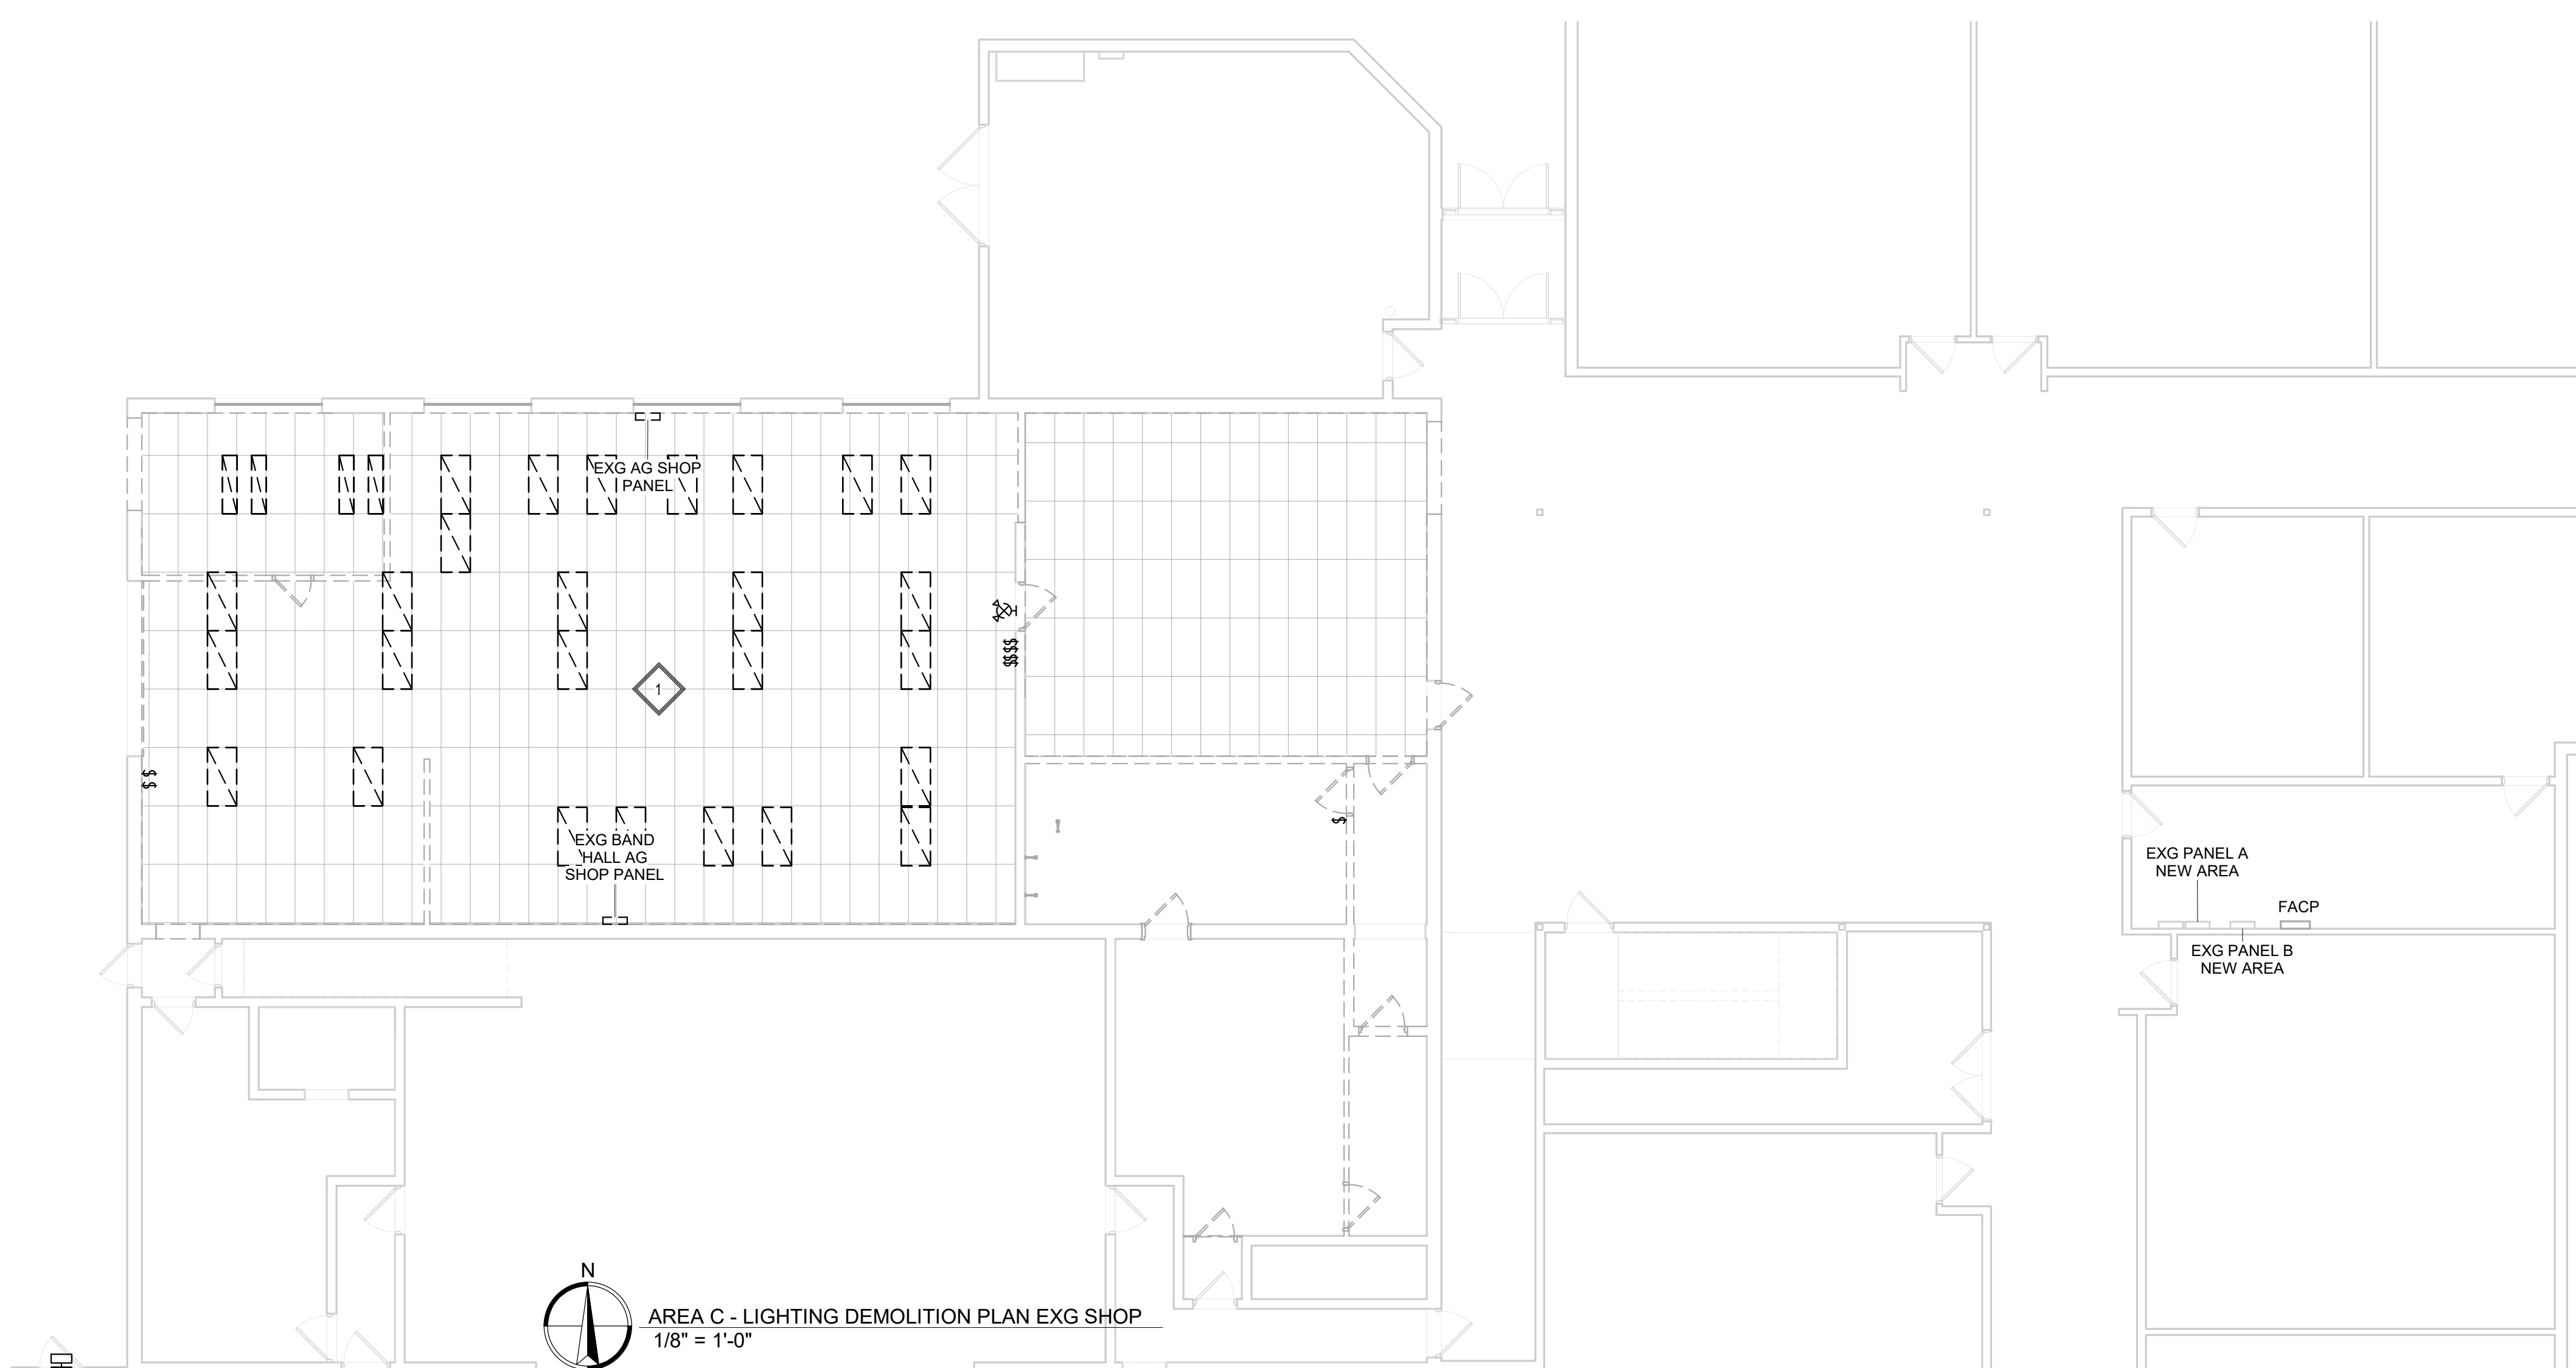 EXG AG SHOP
PANEL
1
$$$$
$ $
$
EXG BAND
HALL AG
SHOP PANEL
EXG PANEL A
NEW AREA
FACP
EXG PANEL B
NEW AREA
N
AREA C - LIGHTING DEMOLITION PLAN EXG SHOP
1/8" = 1'-0"